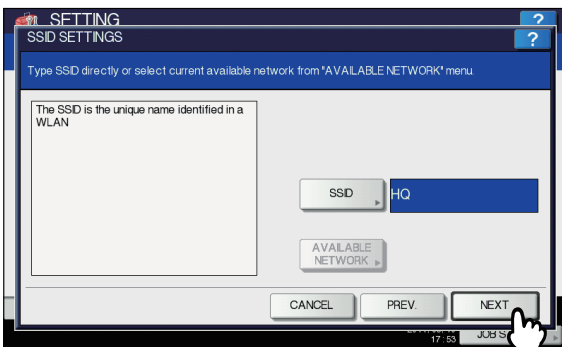 SETTING
?
SSID SETTINGS
?
Type SSID directly or select current available network from "AVAILABLE NETWORK" menu
The SSID is the unique name identified in a
WLAN
SSID
HQ
AVAILABLE
NETWORK
CANCEL
PREV.
NEXT
17:53
JOB S